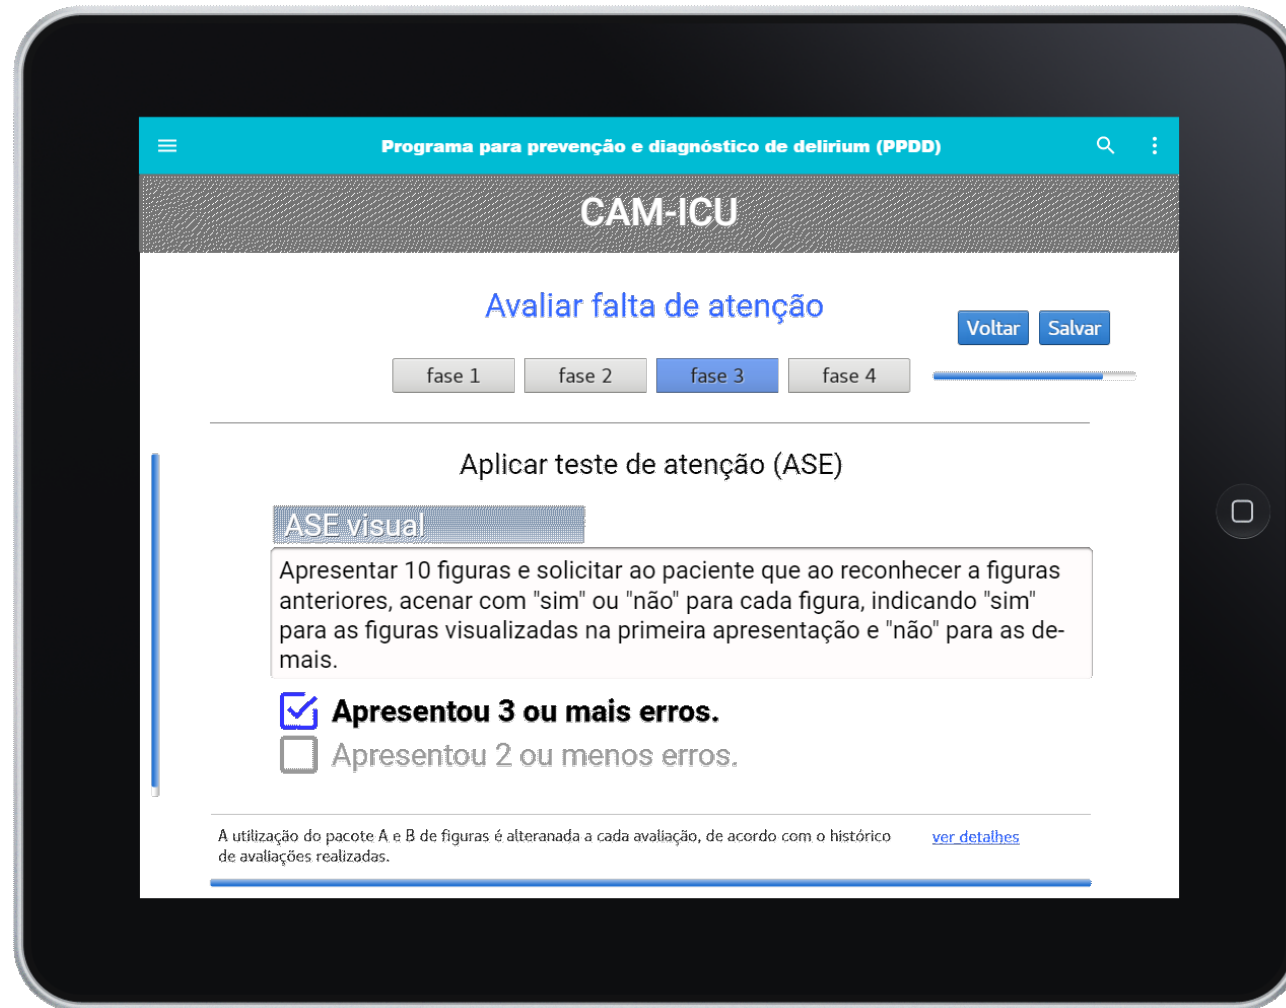 Programa para prevenção e diagnóstico de delirium (PPDD)
CAM-ICU
Avaliar falta de atenção
Voltar Salvar
fase 1 fase 2 fase 3 fase 4
Aplicar teste de atenção (ASE)
ASE visual
Apresentar 10 figuras e solicitar ao paciente que ao reconhecer a figuras
anteriores, acenar com "sim" ou "não" para cada figura, indicando "sim"
para as figuras visualizadas na primeira apresentação e "não" para as de-
mais.
Apresentou 3 ou mais erros.
Apresentou 2 ou menos erros.
A utilização do pacote A e B de figuras é alteranada a cada avaliação, de acordo com o histórico
de avaliações realizadas.
ver detalhes